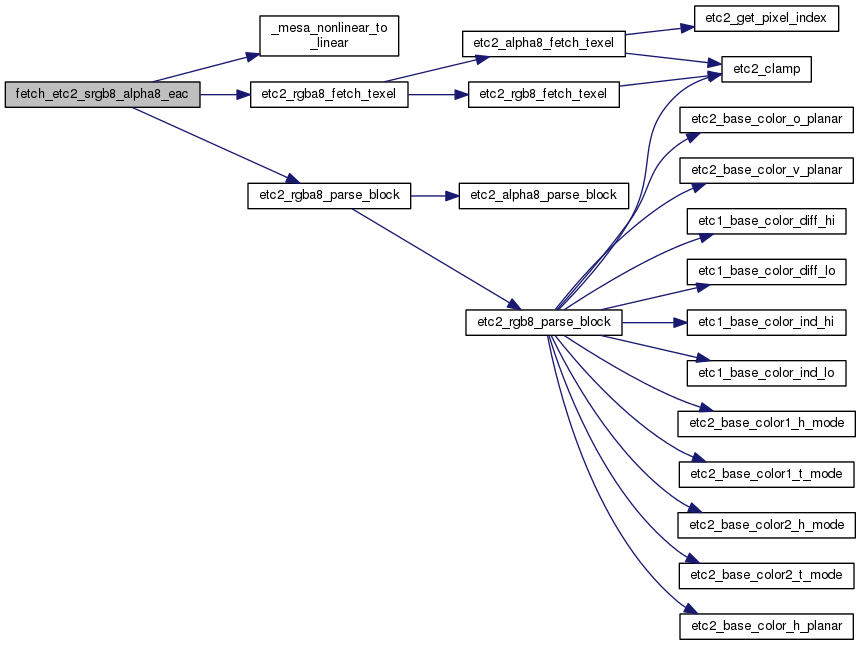 fetch_etc2_srgb8_alpha8_eac
_mesa_nonlinear_to
_linear
etc2_rgba8_fetch_texel
etc2_rgba8_parse_block
etc2_alpha8_fetch_texel
etc2_rgb8_fetch_texel
etc2_alpha8_parse_block
etc2_rgb8_parse_block
etc2_get_pixel_index
etc2_clamp
etc2_base_color_o_planar
etc2_base_color_v_planar
etc1_base_color_diff_hi
etc1_base_color_diff_lo
etc1_base_color_ind_hi
etc1_base_color_ind_lo
etc2_base_color1_h_mode
etc2_base_color1_t_mode
etc2_base_color2_h_mode
etc2_base_color2_t_mode
etc2_base_color_h_planar